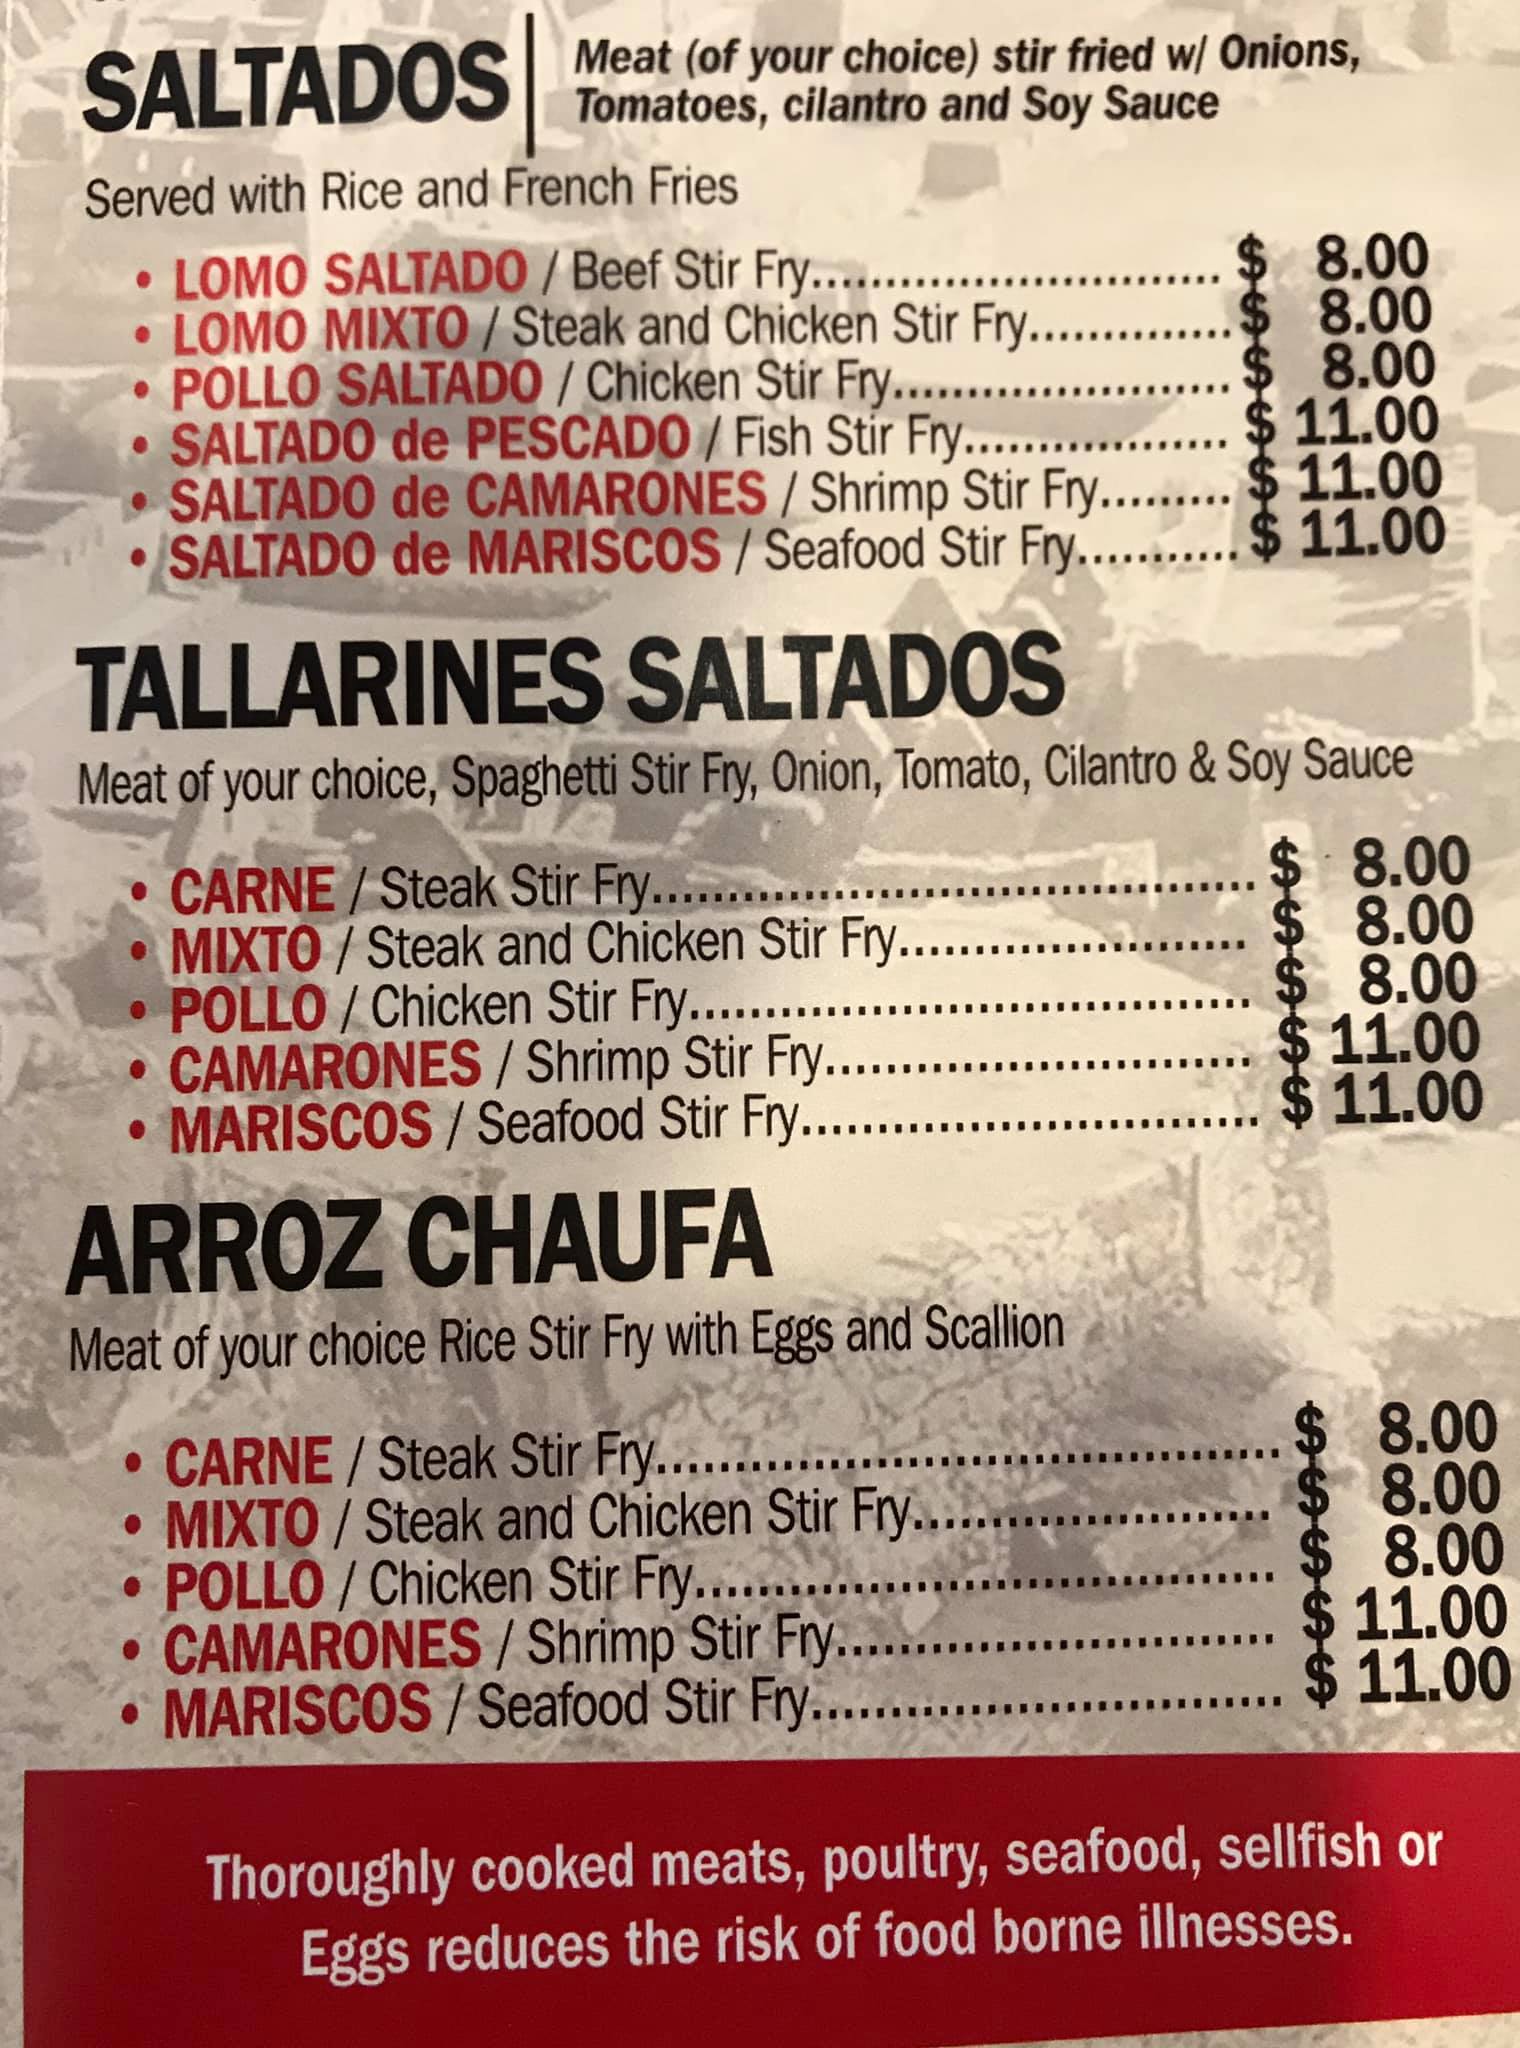 SALTADOS | Meat (of your choice) stir fried w/ Onions,
Tomatoes, cilantro and Soy Sauce
Served with Rice and French Fries
• LOMO SALTADO / Beef Stir Fry............................ $ 8.00
• LOMO MIXTO / Steak and Chicken Stir Fry.............. $ 8.00
• POLLO SALTADO / Chicken Stir Fry....................... $ 8.00
• SALTADO de PESCADO / Fish Stir Fry.................. $ 11.00
• SALTADO de CAMARONES / Shrimp Stir Fry......... $ 11.00
• SALTADO de MARISCOS / Seafood Stir Fry........... $ 11.00
TALLARINES SALTADOS
Meat of your choice, Spaghetti Stir Fry, Onion, Tomato, Cilantro & Soy Sauce
• CARNE / Steak Stir Fry........................................ $ 8.00
• MIXTO / Steak and Chicken Stir Fry....................... $ 8.00
• POLLO / Chicken Stir Fry..................................... $ 8.00
• CAMARONES / Shrimp Stir Fry............................ $ 11.00
• MARISCOS / Seafood Stir Fry.............................. $ 11.00
ARROZ CHAUFA
Meat of your choice Rice Stir Fry with Eggs and Scallion
• CARNE / Steak Stir Fry........................................ $ 8.00
• MIXTO / Steak and Chicken Stir Fry....................... $ 8.00
• POLLO / Chicken Stir Fry..................................... $ 8.00
• CAMARONES / Shrimp Stir Fry............................ $ 11.00
• MARISCOS / Seafood Stir Fry.............................. $ 11.00
Thoroughly cooked meats, poultry, seafood, sellfish or
Eggs reduces the risk of food borne illnesses.